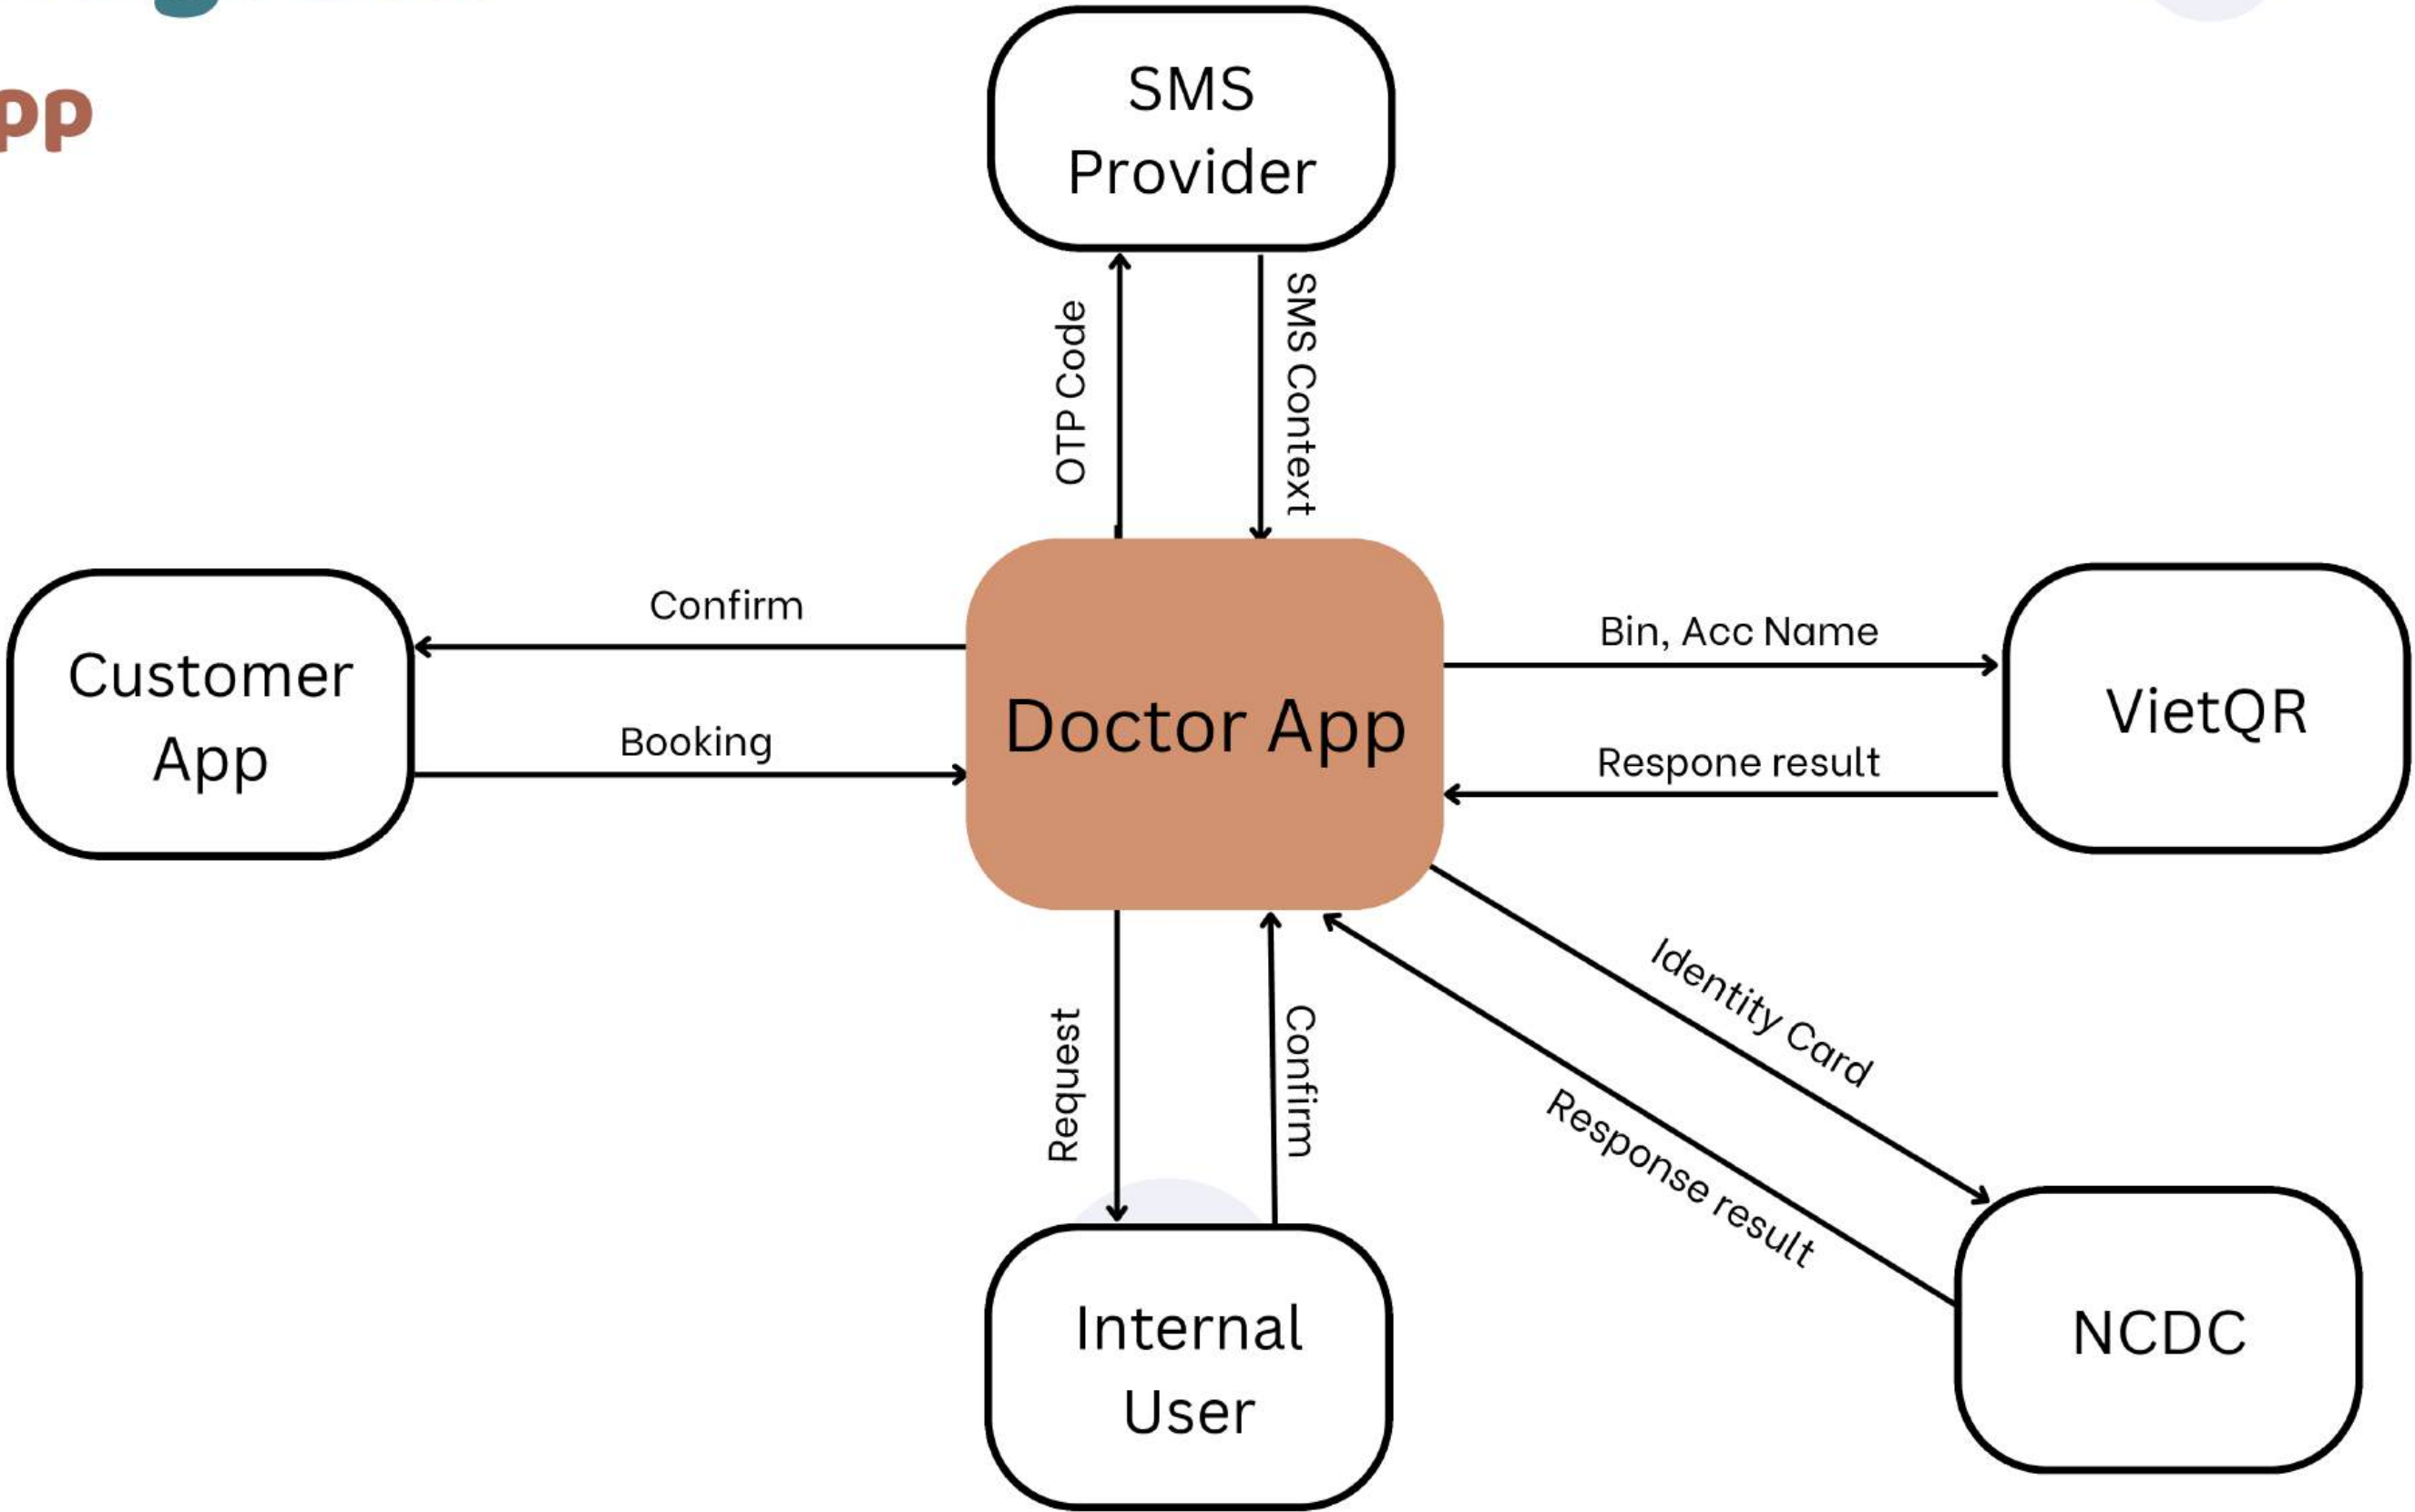 pp
SMS
Provider
OTP Code
SMS Context
Confirm
Customer
App
Booking
Doctor App
Bin, Acc Name
VietQR
Respone result
Request
Confirm
Identity Card
Response result
Internal
User
NCDC